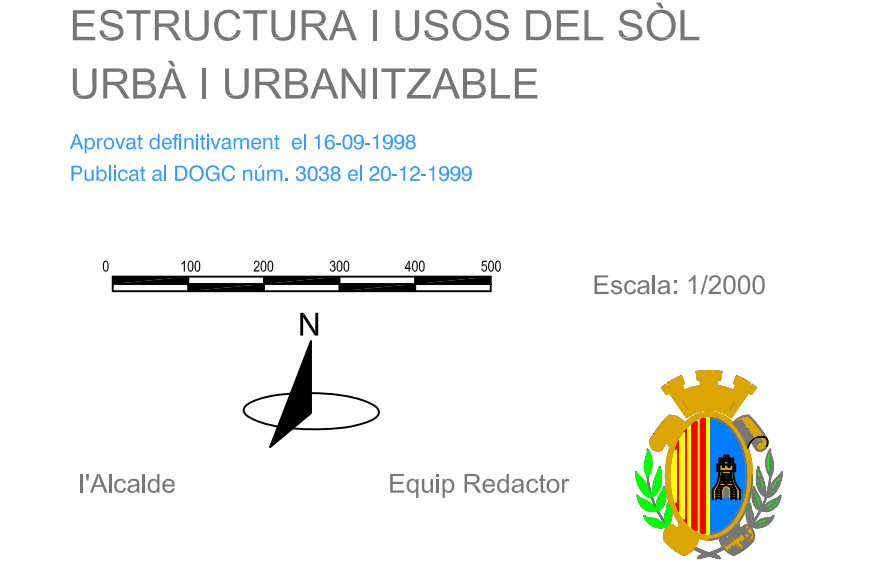 ESTRUCTURA I USOS DEL SÒL
URBÀ I URBANITZABLE
Aprovat definitivament el 16-09-1998
Publicat al DOGC núm. 3038 el 20-12-1999
0 100 200 300 400 500
Escala: 1/2000
N
l'Alcalde Equip Redactor